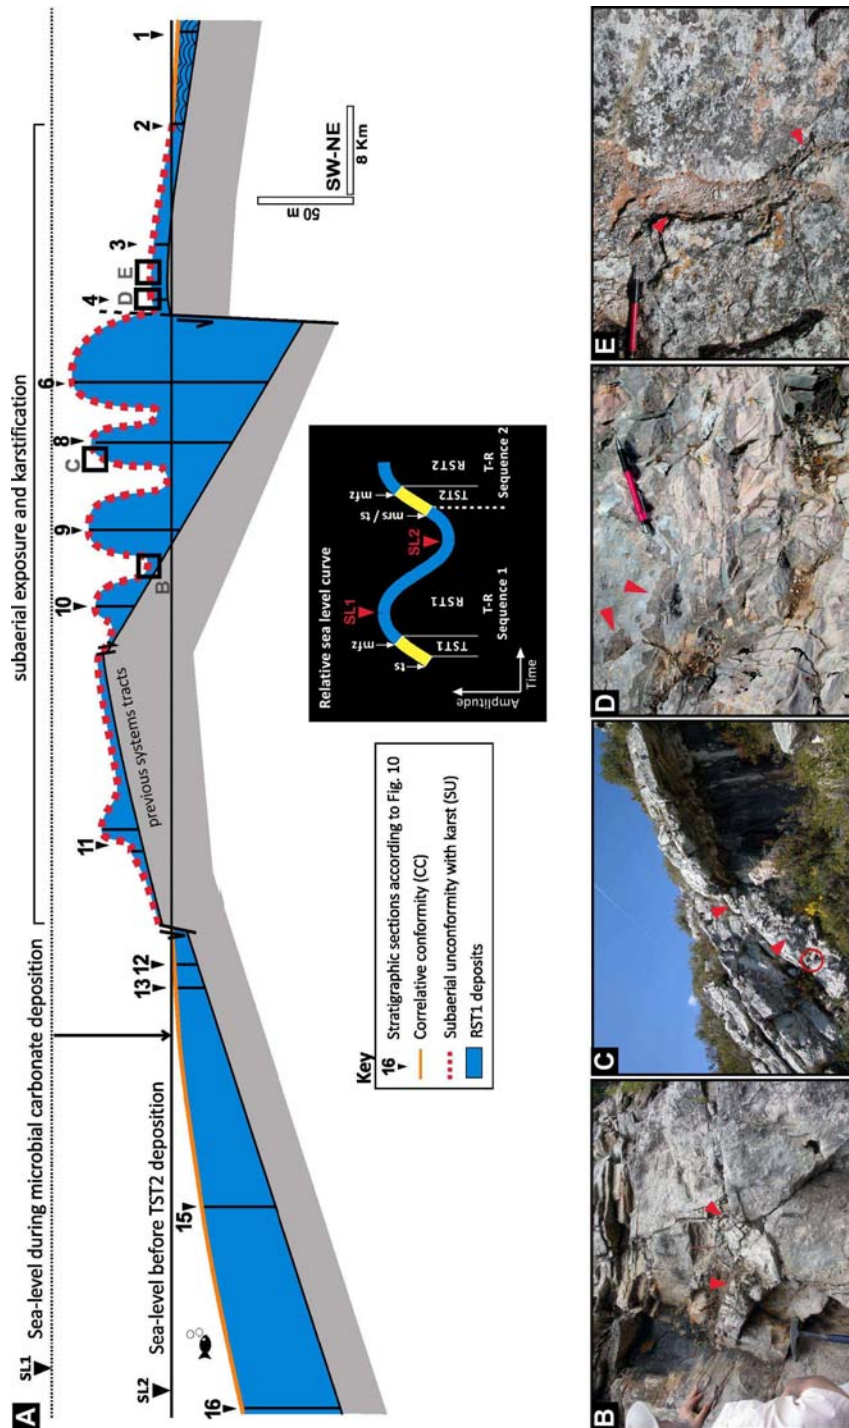 A
SL1
Sea-level during microbial carbonate deposition
subaerial exposure and karstification
SL2
Sea-level before TST2 deposition
previous systems tracts
16
15
13
12
11
10
9
8
6
4
3
2
1
B
C
D
E
50 m
SW-NE
8 Km
Key
16 Stratigraphic sections according to Fig. 10
Correlative conformity (CC)
Subaerial unconformity with karst (SU)
RST1 deposits
Relative sea level curve
Amplitude
Time
ts
mfz
SL1
SL2
mrs / ts
mfz
TST1
RST1
TST2
RST2
T-R
Sequence 1
T-R
Sequence 2
B
C
D
E